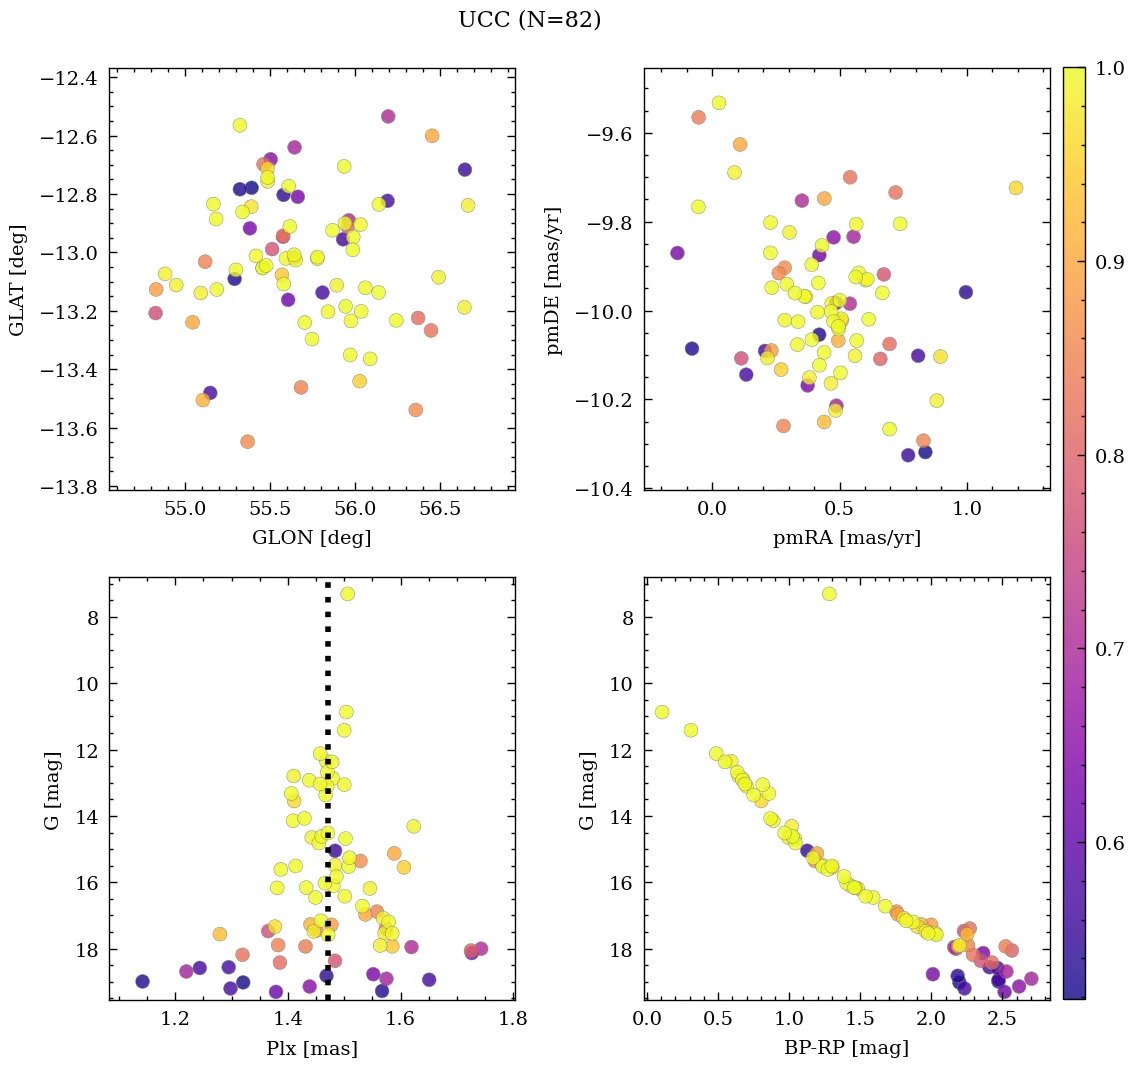 UCC (N=82)
−12.4
−12.6
−12.8
−13.0
−13.2
−13.4
−13.6
−13.8
GLAT [deg]
55.0 55.5 56.0 56.5
GLON [deg]
−9.6
−9.8
−10.0
−10.2
−10.4
pmDE [mas/yr]
0.0 0.5 1.0
pmRA [mas/yr]
8
10
12
14
16
18
G [mag]
1.2 1.4 1.6 1.8
Plx [mas]
8
10
12
14
16
18
G [mag]
0.0 0.5 1.0 1.5 2.0 2.5
BP-RP [mag]
1.0
0.9
0.8
0.7
0.6